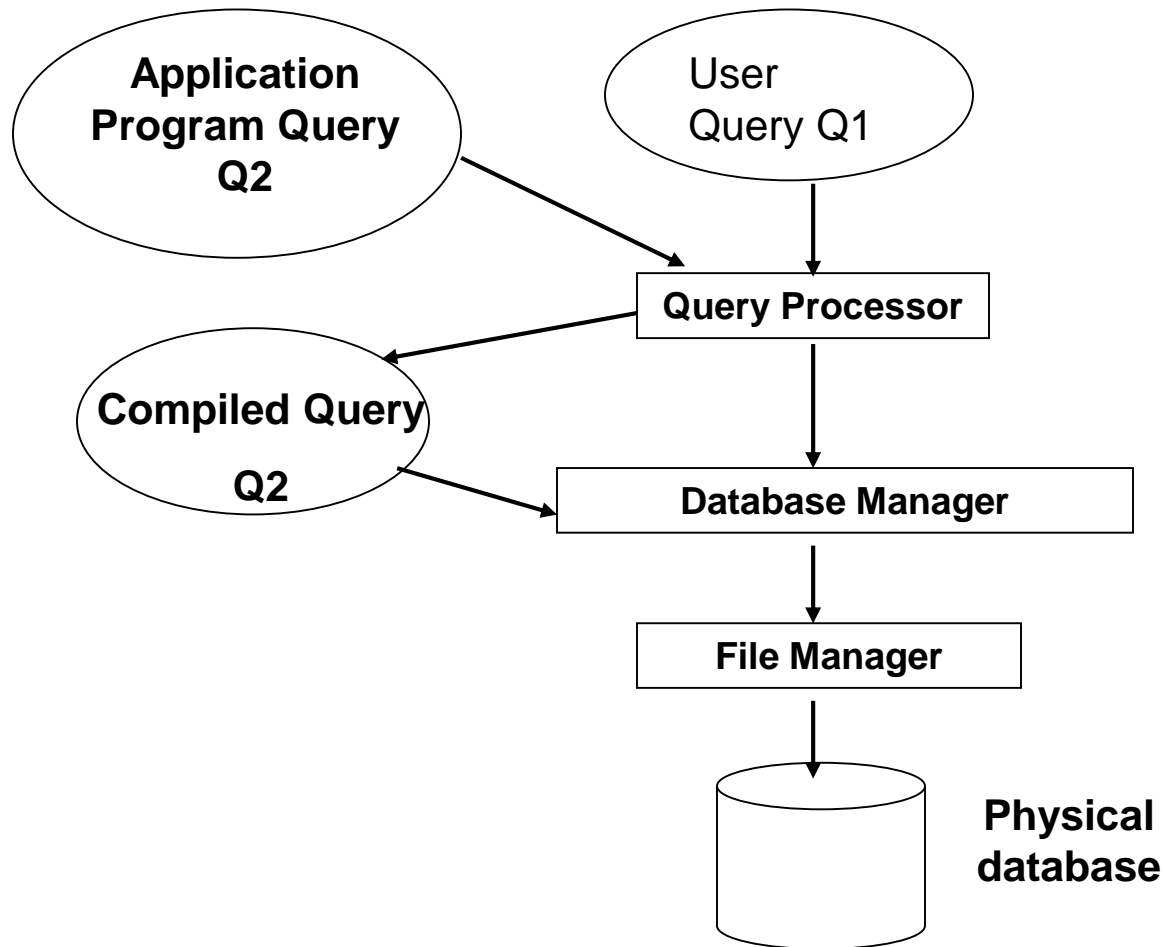 Application
Program Query
Q2
User
Query Q1
Query Processor
Compiled Query
Q2
Database Manager
File Manager
Physical
database